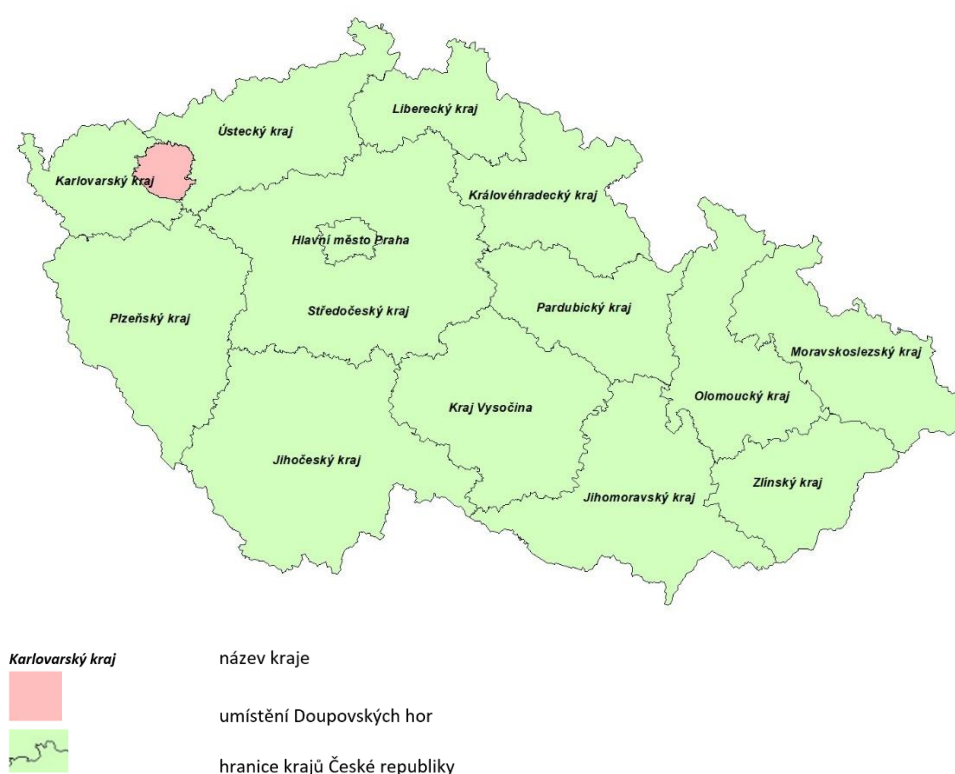 Liberecký kraj
Ústecký kraj
Karlovarský kraj
Královéhradecký kraj
Hlavní město Praha
Středočeský kraj
Pardubický kraj
Plzeňský kraj
Moravskoslezský kraj
Olomoucký kraj
Kraj Vysočina
Jihočeský kraj
Zlínský kraj
Jihomoravský kraj
Karlovarský kraj název kraje
umístění Doupovských hor
hranice krajů České republiky